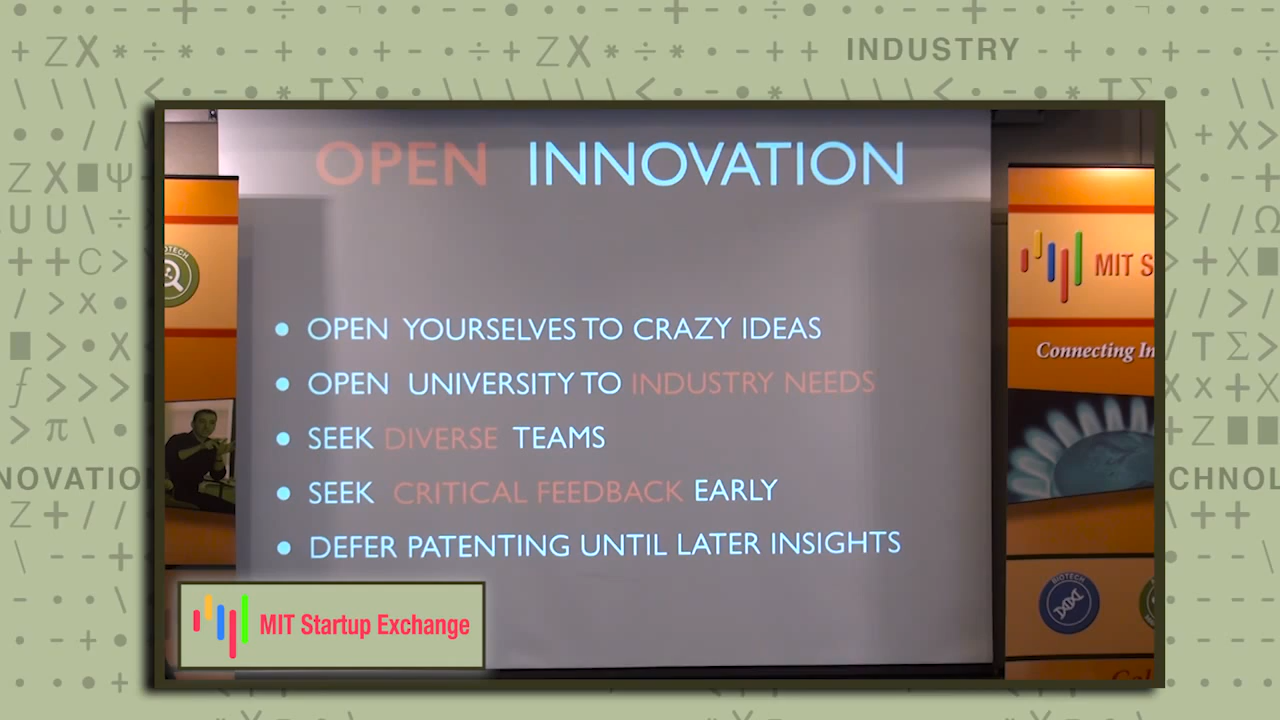 INDUSTRY
OPEN INNOVATION
• OPEN YOURSELVES TO CRAZY IDEAS
• OPEN UNIVERSITY TO INDUSTRY NEEDS
• SEEK DIVERSE TEAMS
• SEEK CRITICAL FEEDBACK EARLY
• DEFER PATENTING UNTIL LATER INSIGHTS
MIT Startup Exchange
MIT S
Connecting In
BIOTECH
NOVATIO
CHNOL